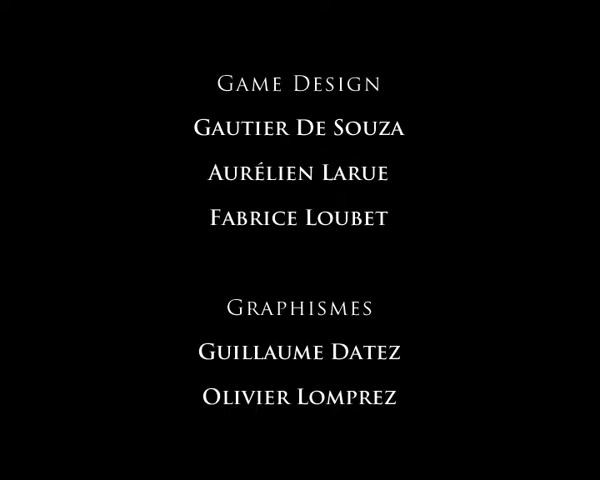 Game Design
Gautier De Souza
Aurélien Larue
Fabrice Loubet
Graphismes
Guillaume Datez
Olivier Lomprez